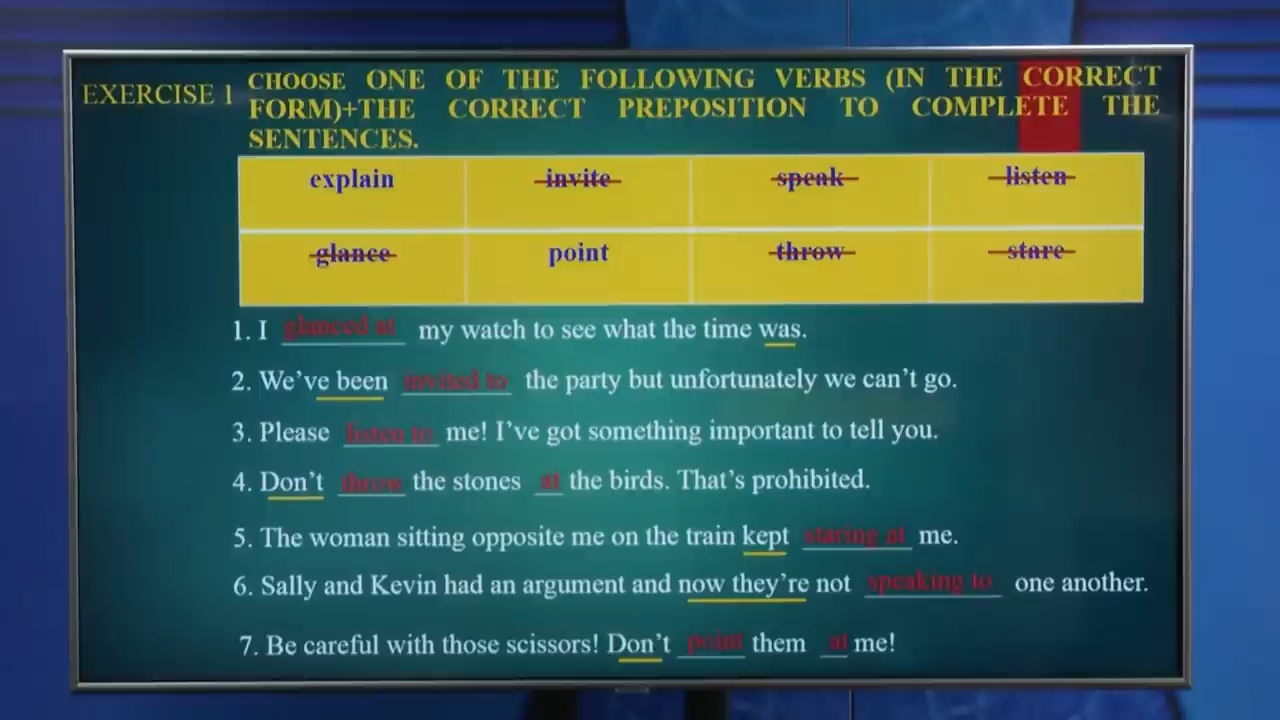 EXERCISE 1
CHOOSE ONE OF THE FOLLOWING VERBS (IN THE CORRECT
FORM)+THE CORRECT PREPOSITION TO COMPLETE THE
SENTENCES.
explain invite speak listen
glance point throw stare
1. I glanced at my watch to see what the time was.
2. We’ve been invited to the party but unfortunately we can’t go.
3. Please listen to me! I’ve got something important to tell you.
4. Don’t throw the stones at the birds. That’s prohibited.
5. The woman sitting opposite me on the train kept staring at me.
6. Sally and Kevin had an argument and now they’re not speaking to one another.
7. Be careful with those scissors! Don’t point them at me!